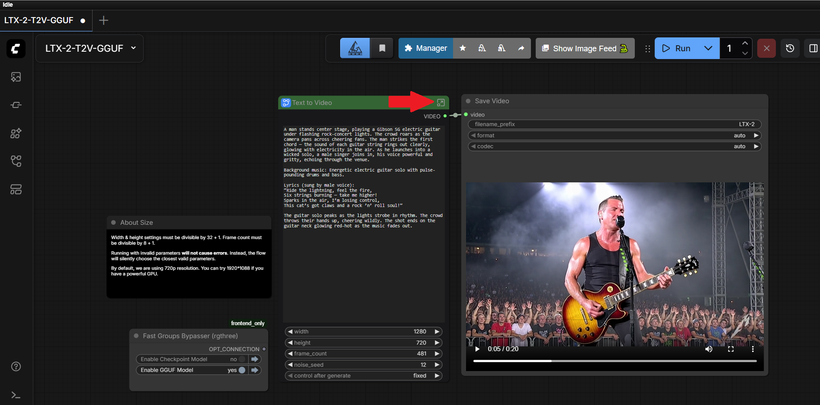 Idle
LTX-2-T2V-GGUF
LTX-2-T2V-GGUF
Manager
Show Image Feed
Run
1
Text to Video
VIDEO
A man stands center stage, playing a Gibson SG electric guitar
under flashing rock-concert lights. The crowd roars as the
camera pans across cheering fans. The man strikes the first
chord — the sound of each guitar string rings out clearly,
glowing with electricity in the air. As he launches into a
wicked solo, a male singer joins in, his voice powerful and
gritty, echoing through the venue.
Background music: Energetic electric guitar solo with pulse-
pounding drums and bass.
Lyrics (sung by male voice):
"Ride the lightning, feel the fire,
Six strings burning — take me higher!
Sparks in the air, I'm losing control,
This cat's got claws and a rock 'n' roll soul!"
The guitar solo peaks as the lights strobe in rhythm. The crowd
throws their hands up, cheering wildly. The shot ends on the
guitar neck glowing red-hot as the music fades out.
width 1280
height 720
frame_count 481
noise_seed 12
control after generate fixed
Save Video
video
filename_prefix LTX-2
format auto
codec auto
0:05 / 0:20
About Size
Width & height settings must be divisible by 32 + 1. Frame count must
be divisible by 8 + 1.
Running with invalid parameters will not cause errors. Instead, the flow
will silently choose the closest valid parameters.
By default, we are using 720p resolution. You can try 1920*1088 if you
have a powerful GPU.
frontend_only
Fast Groups Bypasser (rgthree)
OPT_CONNECTION
Enable Checkpoint Model no
Enable GGUF Model yes